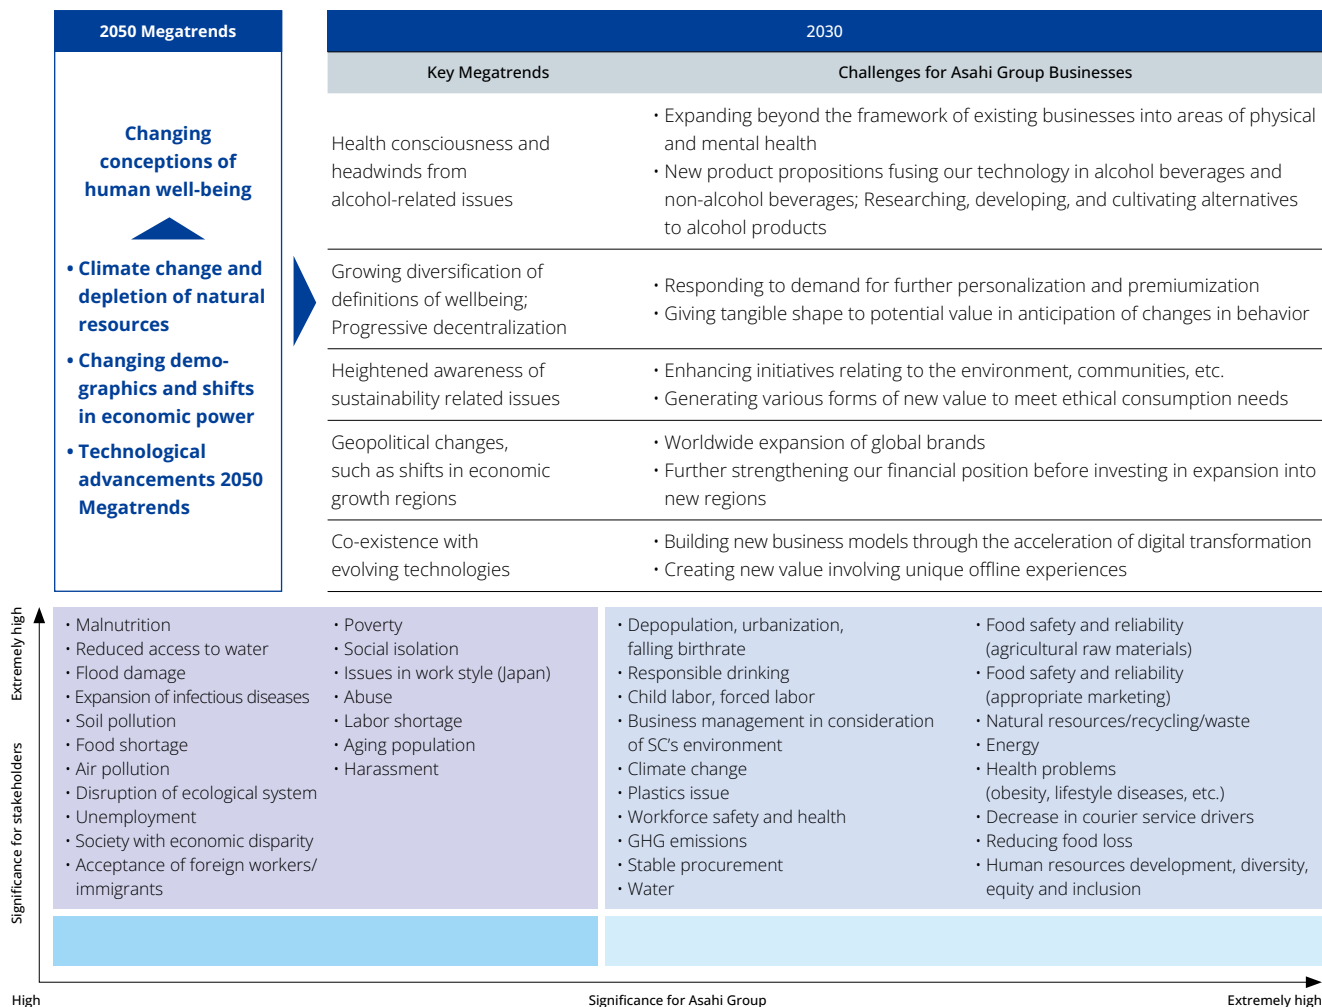 2050 Megatrends
Changing
conceptions of
human well-being
• Climate change and
depletion of natural
resources
• Changing demo-
graphics and shifts
in economic power
• Technological
advancements 2050
Megatrends
2030
Key Megatrends
Challenges for Asahi Group Businesses
Health consciousness and
headwinds from
alcohol-related issues
・Expanding beyond the framework of existing businesses into areas of physical
and mental health
・New product propositions fusing our technology in alcohol beverages and
non-alcohol beverages; Researching, developing, and cultivating alternatives
to alcohol products
Growing diversification of
definitions of wellbeing;
Progressive decentralization
・Responding to demand for further personalization and premiumization
・Giving tangible shape to potential value in anticipation of changes in behavior
Heightened awareness of
sustainability related issues
・Enhancing initiatives relating to the environment, communities, etc.
・Generating various forms of new value to meet ethical consumption needs
Geopolitical changes,
such as shifts in economic
growth regions
・Worldwide expansion of global brands
・Further strengthening our financial position before investing in expansion into
new regions
Co-existence with
evolving technologies
・Building new business models through the acceleration of digital transformation
・Creating new value involving unique offline experiences
Extremely high
Significance for stakeholders
・Malnutrition
・Reduced access to water
・Flood damage
・Expansion of infectious diseases
・Soil pollution
・Food shortage
・Air pollution
・Disruption of ecological system
・Unemployment
・Society with economic disparity
・Acceptance of foreign workers/
immigrants
・Poverty
・Social isolation
・Issues in work style (Japan)
・Abuse
・Labor shortage
・Aging population
・Harassment
・Depopulation, urbanization,
falling birthrate
・Responsible drinking
・Child labor, forced labor
・Business management in consideration
of SC's environment
・Climate change
・Plastics issue
・Workforce safety and health
・GHG emissions
・Stable procurement
・Water
・Food safety and reliability
(agricultural raw materials)
・Food safety and reliability
(appropriate marketing)
・Natural resources/recycling/waste
・Energy
・Health problems
(obesity, lifestyle diseases, etc.)
・Decrease in courier service drivers
・Reducing food loss
・Human resources development, diversity,
equity and inclusion
High
Significance for Asahi Group
Extremely high